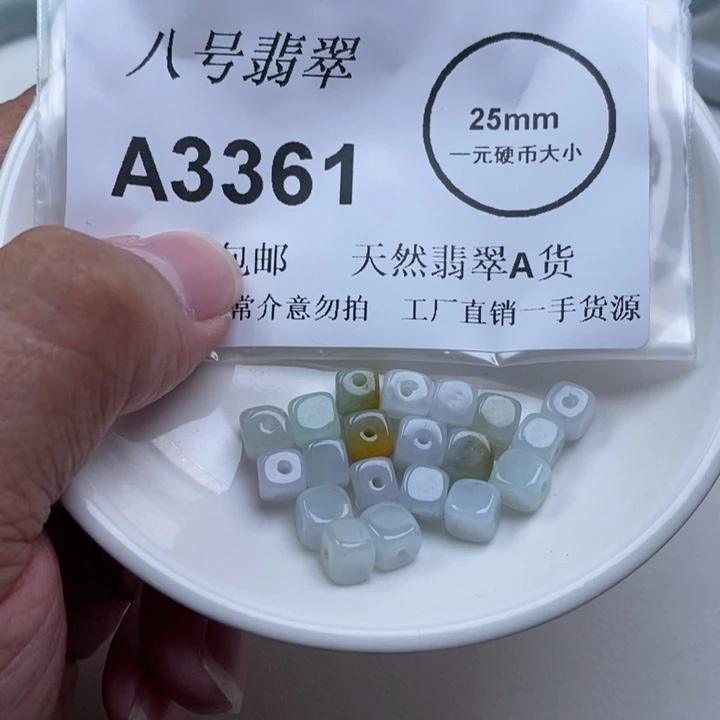 八号翡翠
25mm
一元硬币大小
A3361
包邮 天然翡翠A货
常介意勿拍 工厂直销一手货源